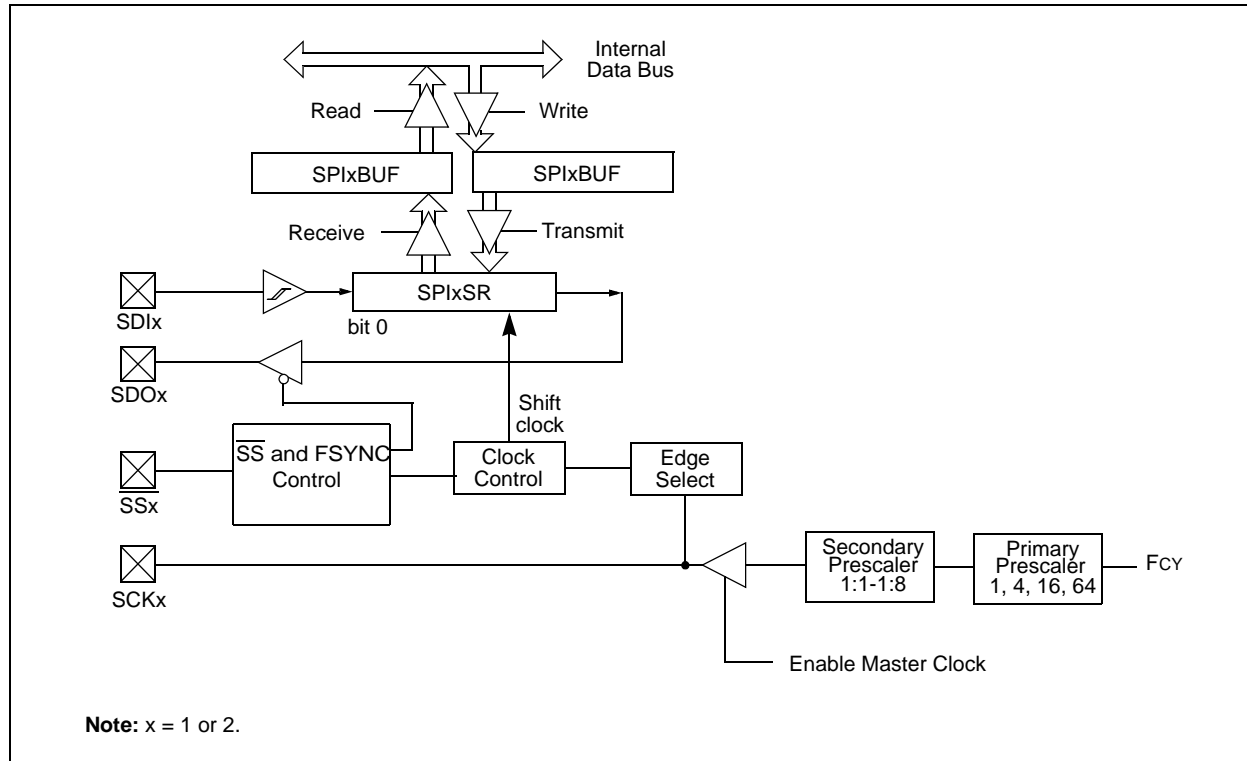 Internal
Data Bus
Read
Write
SPIxBUF
SPIxBUF
Receive
Transmit
SDIx
SPIxSR
bit 0
SDOx
Shift
clock
SS and FSYNC
Control
Clock
Control
Edge
Select
SSx
Secondary
Prescaler
1:1-1:8
Primary
Prescaler
1, 4, 16, 64
FCY
SCKx
Enable Master Clock
Note: x = 1 or 2.